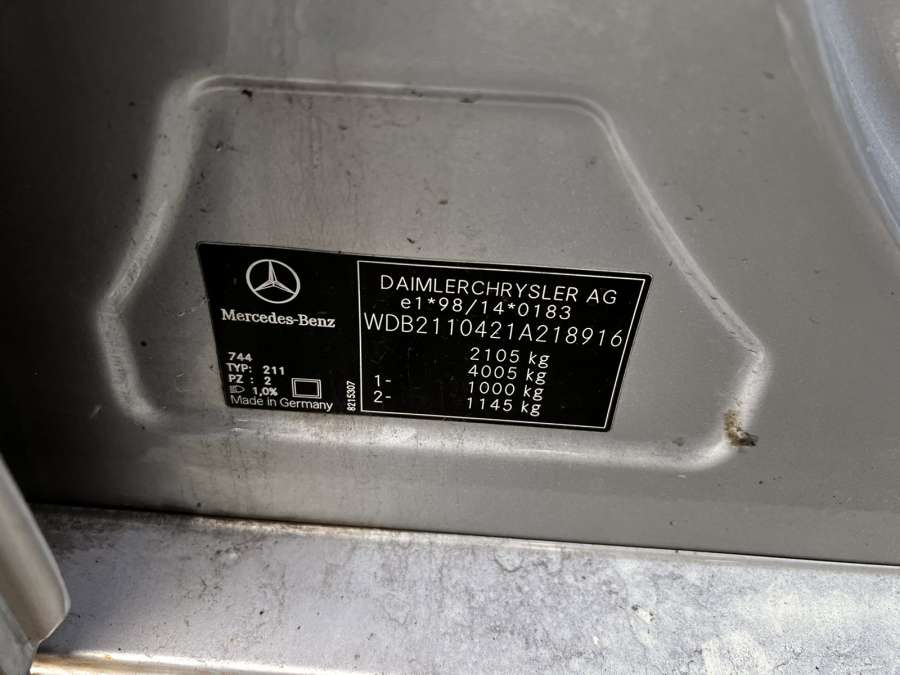 Mercedes-Benz
744
TYP: 211
PZ : 2
1,0%
Made in Germany
8215307
DAIMLERCHRYSLER AG
e1*98/14*0183
WDB2110421A218916
2105 kg
4005 kg
1- 1000 kg
2- 1145 kg